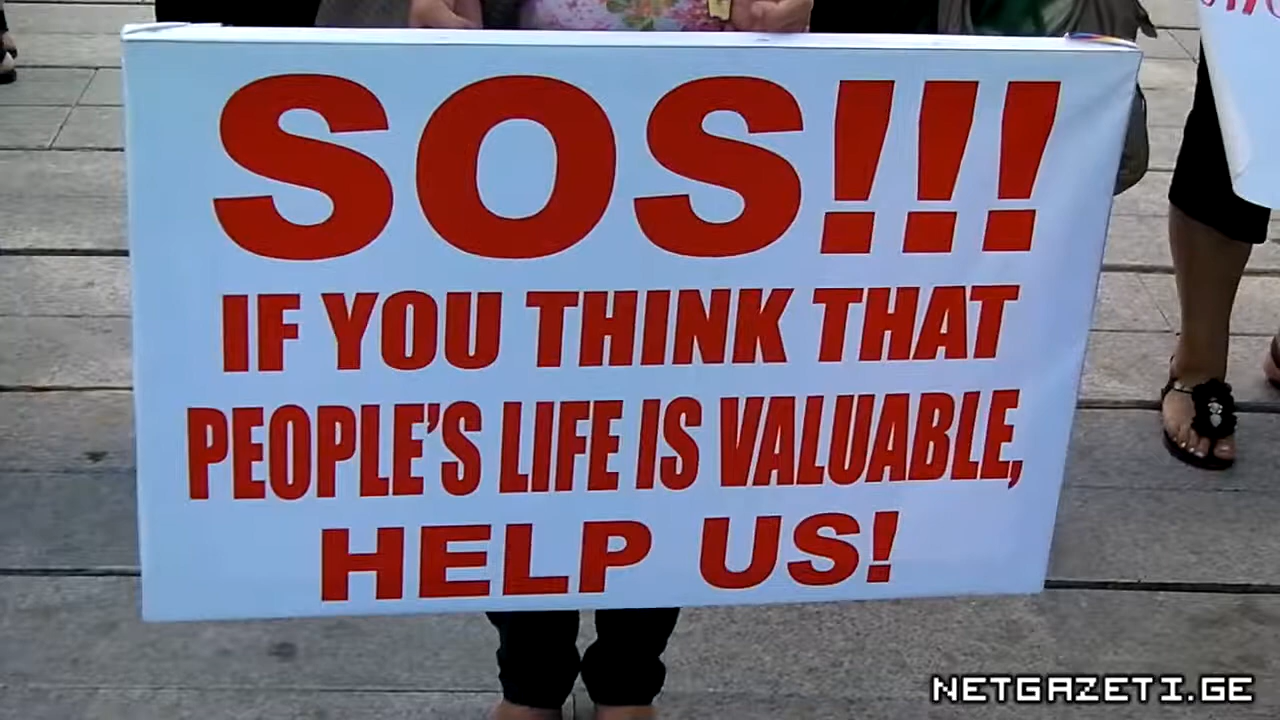 SOS!!!
IF YOU THINK THAT
PEOPLE'S LIFE IS VALUABLE,
HELP US!
NETGAZETI.GE